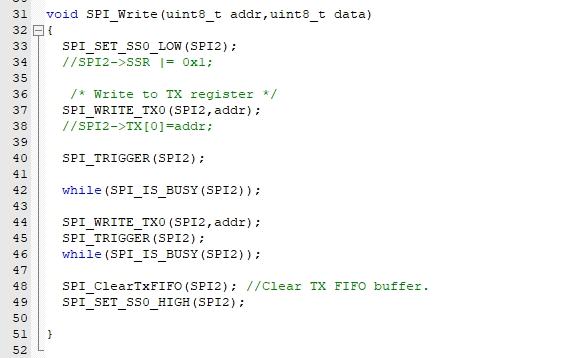 31 void SPI_Write(uint8_t addr,uint8_t data)
32 {
33 SPI_SET_SS0_LOW(SPI2);
34 //SPI2->SSR |= 0x1;
35
36 /* Write to TX register */
37 SPI_WRITE_TX0(SPI2,addr);
38 //SPI2->TX[0]=addr;
39
40 SPI_TRIGGER(SPI2);
41
42 while(SPI_IS_BUSY(SPI2));
43
44 SPI_WRITE_TX0(SPI2,addr);
45 SPI_TRIGGER(SPI2);
46 while(SPI_IS_BUSY(SPI2));
47
48 SPI_ClearTxFIFO(SPI2); //Clear TX FIFO buffer.
49 SPI_SET_SS0_HIGH(SPI2);
50
51 }
52